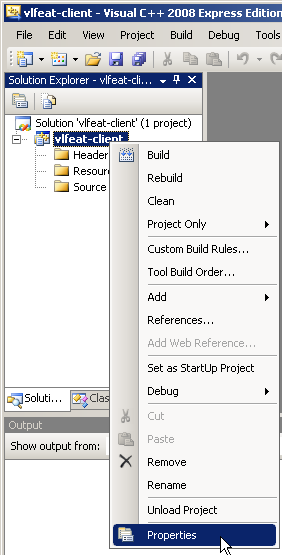 vlfeat-client - Visual C++ 2008 Express Edition
File Edit View Project Build Debug Tools
Solution Explorer - vlfeat-cli...
Solution 'vlfeat-client' (1 project)
vlfeat-client
Header
Resour
Source
Build
Rebuild
Clean
Project Only
Custom Build Rules...
Tool Build Order...
Add
References...
Add Web Reference...
Set as StartUp Project
Debug
Cut
Paste
Remove
Rename
Unload Project
Properties
Soluti... Clas
Output
Show output from: